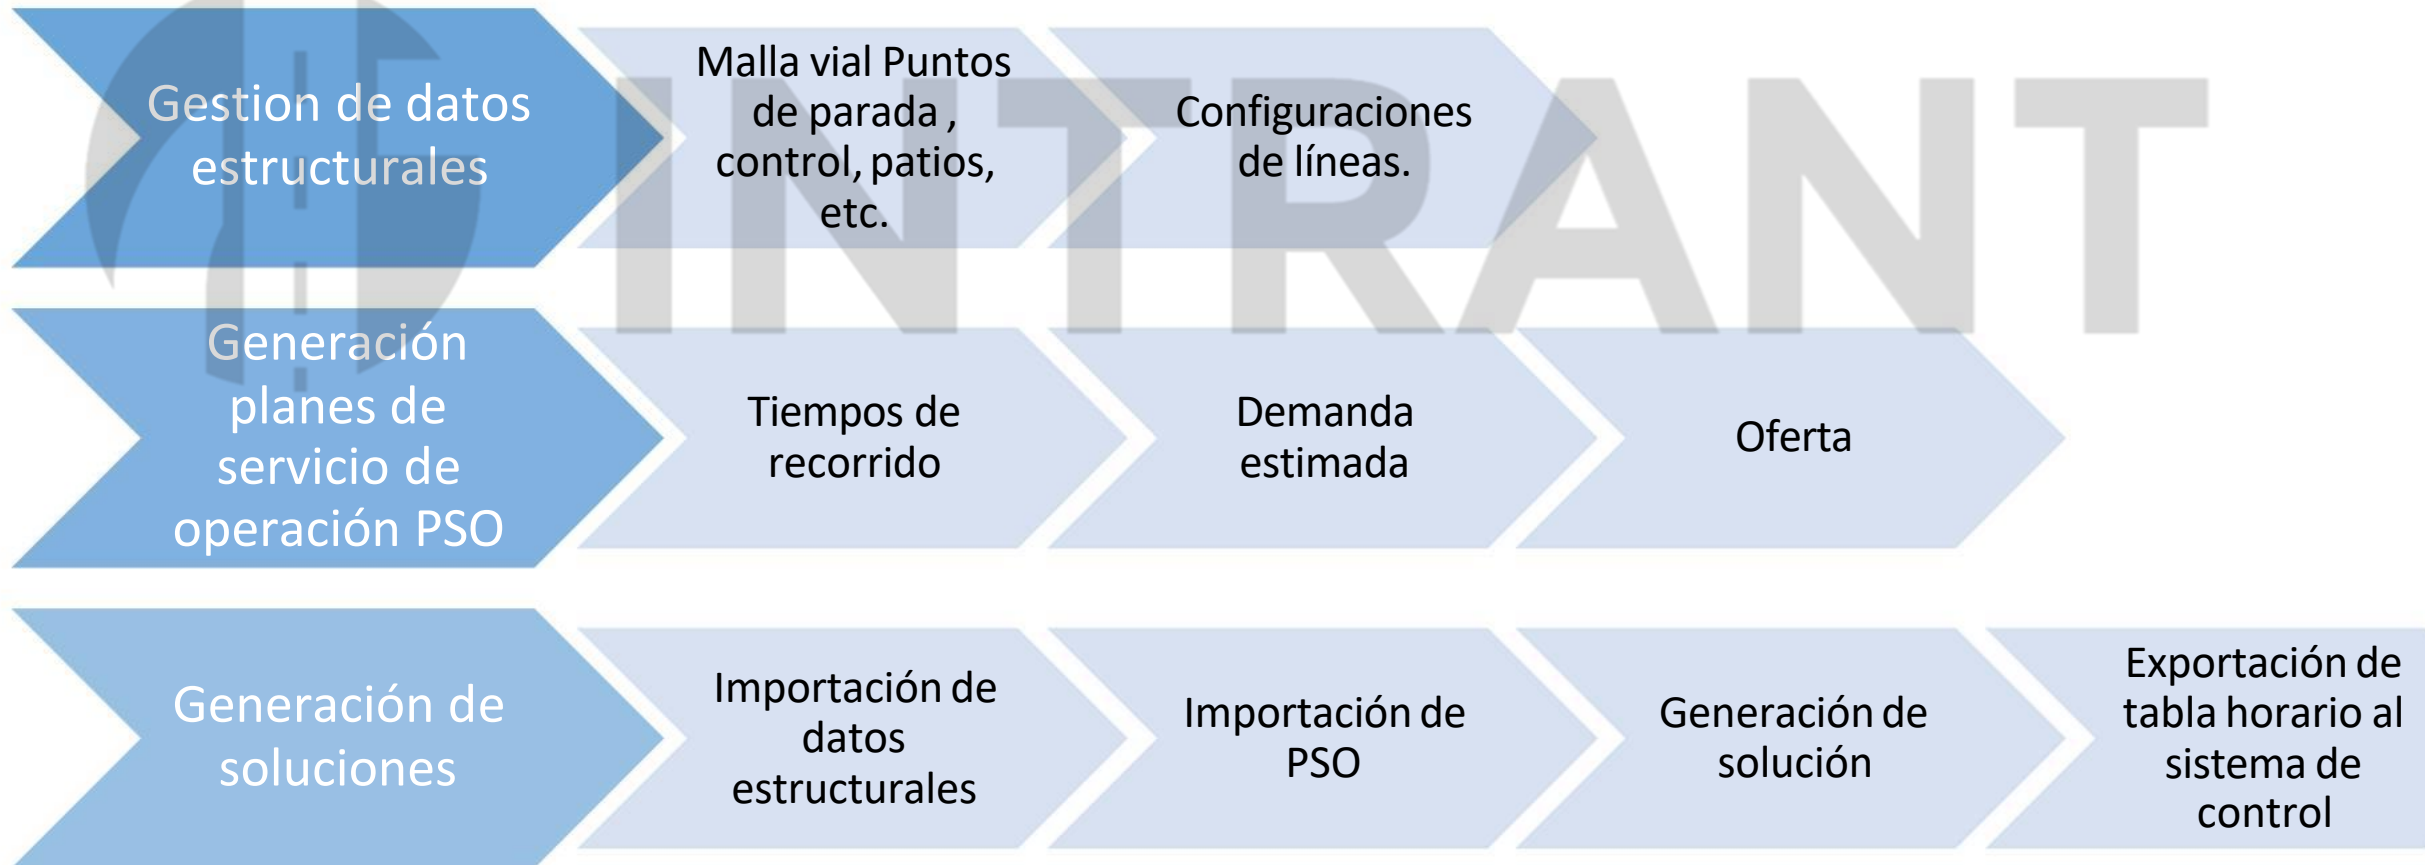 INTRANT
Gestion de datos
estructurales
Malla vial Puntos
de parada ,
control, patios,
etc.
Configuraciones
de líneas.
Generación
planes de
servicio de
operación PSO
Tiempos de
recorrido
Demanda
estimada
Oferta
Generación de
soluciones
Importación de
datos
estructurales
Importación de
PSO
Generación de
solución
Exportación de
tabla horario al
sistema de
control